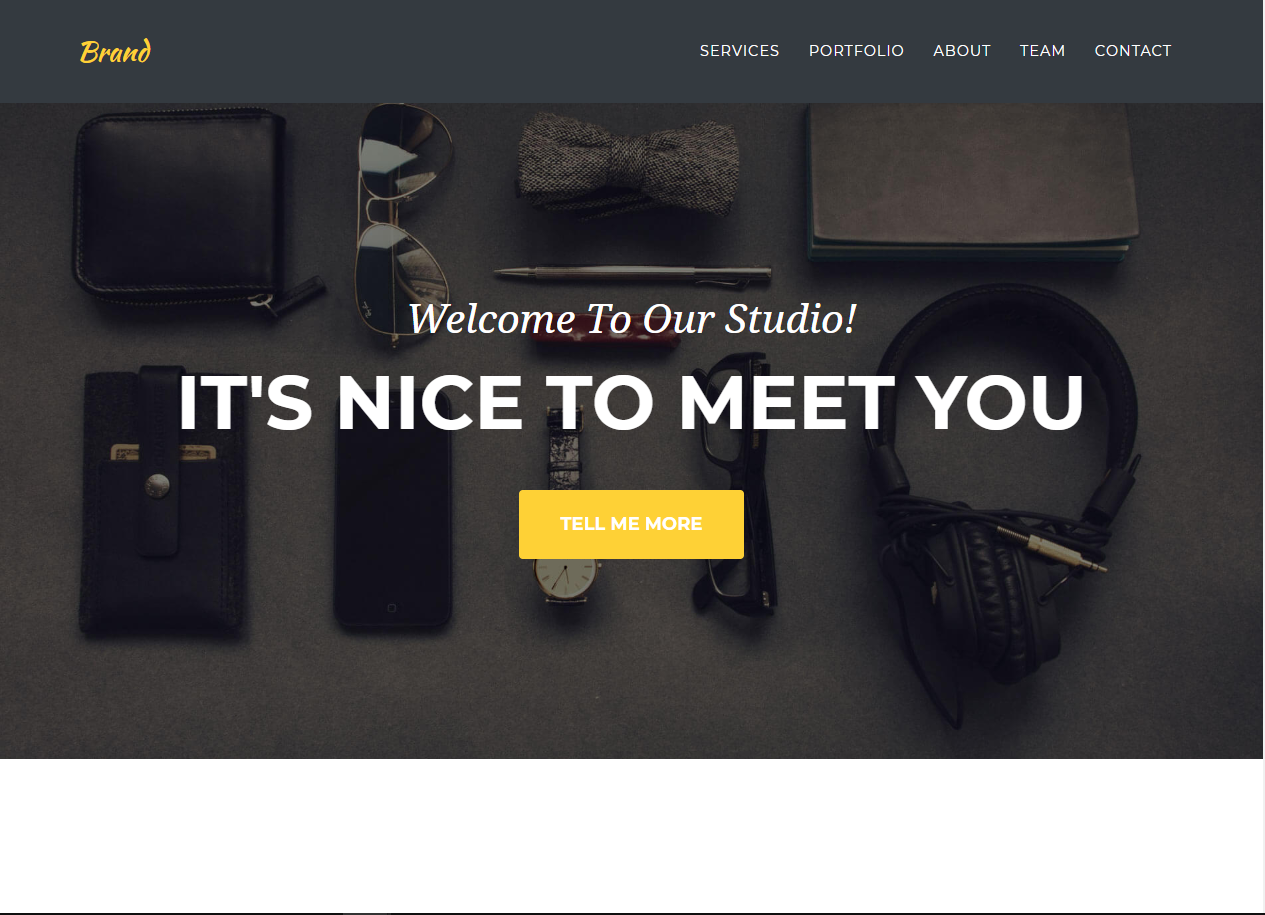 Brand
SERVICES PORTFOLIO ABOUT TEAM CONTACT
Welcome To Our Studio!
IT'S NICE TO MEET YOU
TELL ME MORE